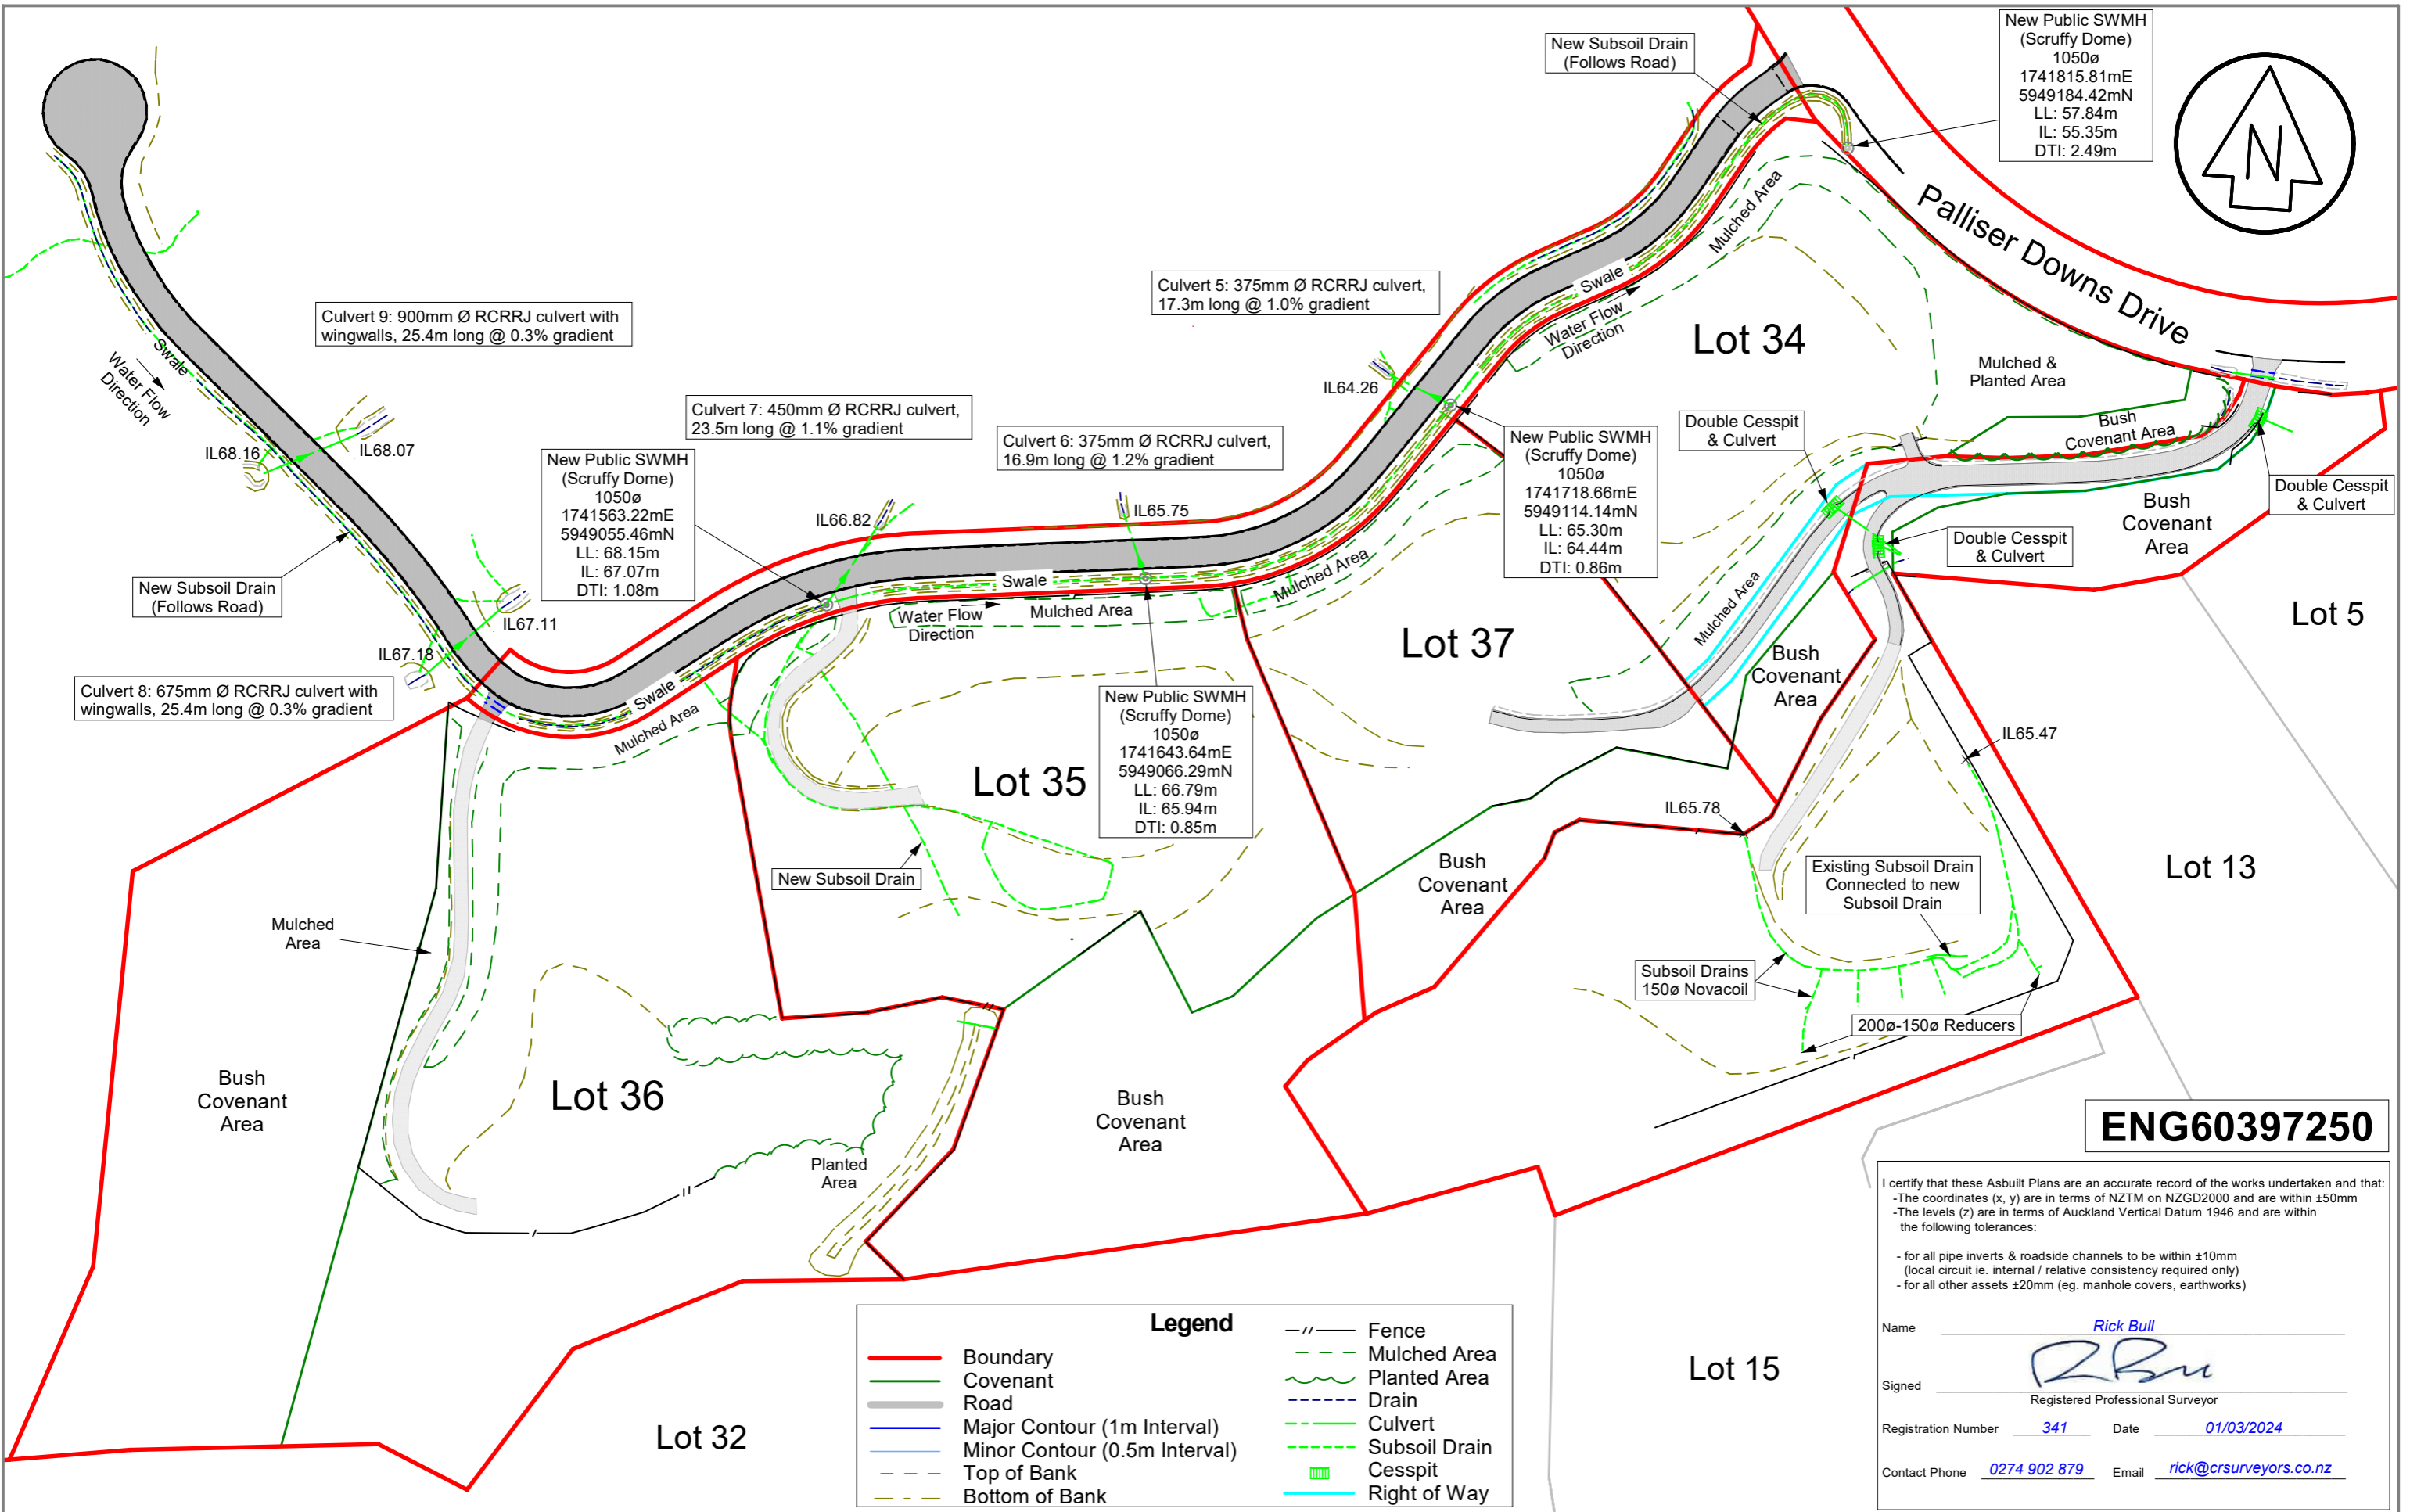 New Subsoil Drain
(Follows Road)
New Public SWMH
(Scruffy Dome)
1050ø
1741815.81mE
5949184.42mN
LL: 57.84m
IL: 55.35m
DTI: 2.49m
N
Palliser Downs Drive
Culvert 9: 900mm Ø RCRRJ culvert with
wingwalls, 25.4m long @ 0.3% gradient
Culvert 5: 375mm Ø RCRRJ culvert,
17.3m long @ 1.0% gradient
Mulched Area
Swale
Water Flow
Direction
Lot 34
Swale
Water Flow
Direction
IL68.16
IL68.07
Culvert 7: 450mm Ø RCRRJ culvert,
23.5m long @ 1.1% gradient
Culvert 6: 375mm Ø RCRRJ culvert,
16.9m long @ 1.2% gradient
IL64.26
Mulched &
Planted Area
Bush
Covenant Area
Double Cesspit
& Culvert
New Public SWMH
(Scruffy Dome)
1050ø
1741563.22mE
5949055.46mN
LL: 68.15m
IL: 67.07m
DTI: 1.08m
New Public SWMH
(Scruffy Dome)
1050ø
1741718.66mE
5949114.14mN
LL: 65.30m
IL: 64.44m
DTI: 0.86m
Double Cesspit
& Culvert
Bush
Covenant
Area
Double Cesspit
& Culvert
IL66.82
IL65.75
New Subsoil Drain
(Follows Road)
Swale
Water Flow
Direction
Mulched Area
Mulched Area
Mulched Area
Lot 5
IL67.11
IL67.18
Culvert 8: 675mm Ø RCRRJ culvert with
wingwalls, 25.4m long @ 0.3% gradient
Swale
Mulched Area
Lot 37
Bush
Covenant
Area
New Public SWMH
(Scruffy Dome)
1050ø
1741643.64mE
5949066.29mN
LL: 66.79m
IL: 65.94m
DTI: 0.85m
Lot 35
IL65.47
IL65.78
New Subsoil Drain
Bush
Covenant
Area
Existing Subsoil Drain
Connected to new
Subsoil Drain
Lot 13
Mulched
Area
Subsoil Drains
150ø Novacoil
200ø-150ø Reducers
Bush
Covenant
Area
Lot 36
Bush
Covenant
Area
Planted
Area
ENG60397250
I certify that these Asbuilt Plans are an accurate record of the works undertaken and that:
-The coordinates (x, y) are in terms of NZTM on NZGD2000 and are within ±50mm
-The levels (z) are in terms of Auckland Vertical Datum 1946 and are within
the following tolerances:
- for all pipe inverts & roadside channels to be within ±10mm
(local circuit ie. internal / relative consistency required only)
- for all other assets ±20mm (eg. manhole covers, earthworks)
Name Rick Bull
Signed
Registered Professional Surveyor
Registration Number 341 Date 01/03/2024
Contact Phone 0274 902 879 Email rick@crsurveyors.co.nz
Lot 15
Lot 32
Legend
Boundary
Covenant
Road
Major Contour (1m Interval)
Minor Contour (0.5m Interval)
Top of Bank
Bottom of Bank
Fence
Mulched Area
Planted Area
Drain
Culvert
Subsoil Drain
Cesspit
Right of Way